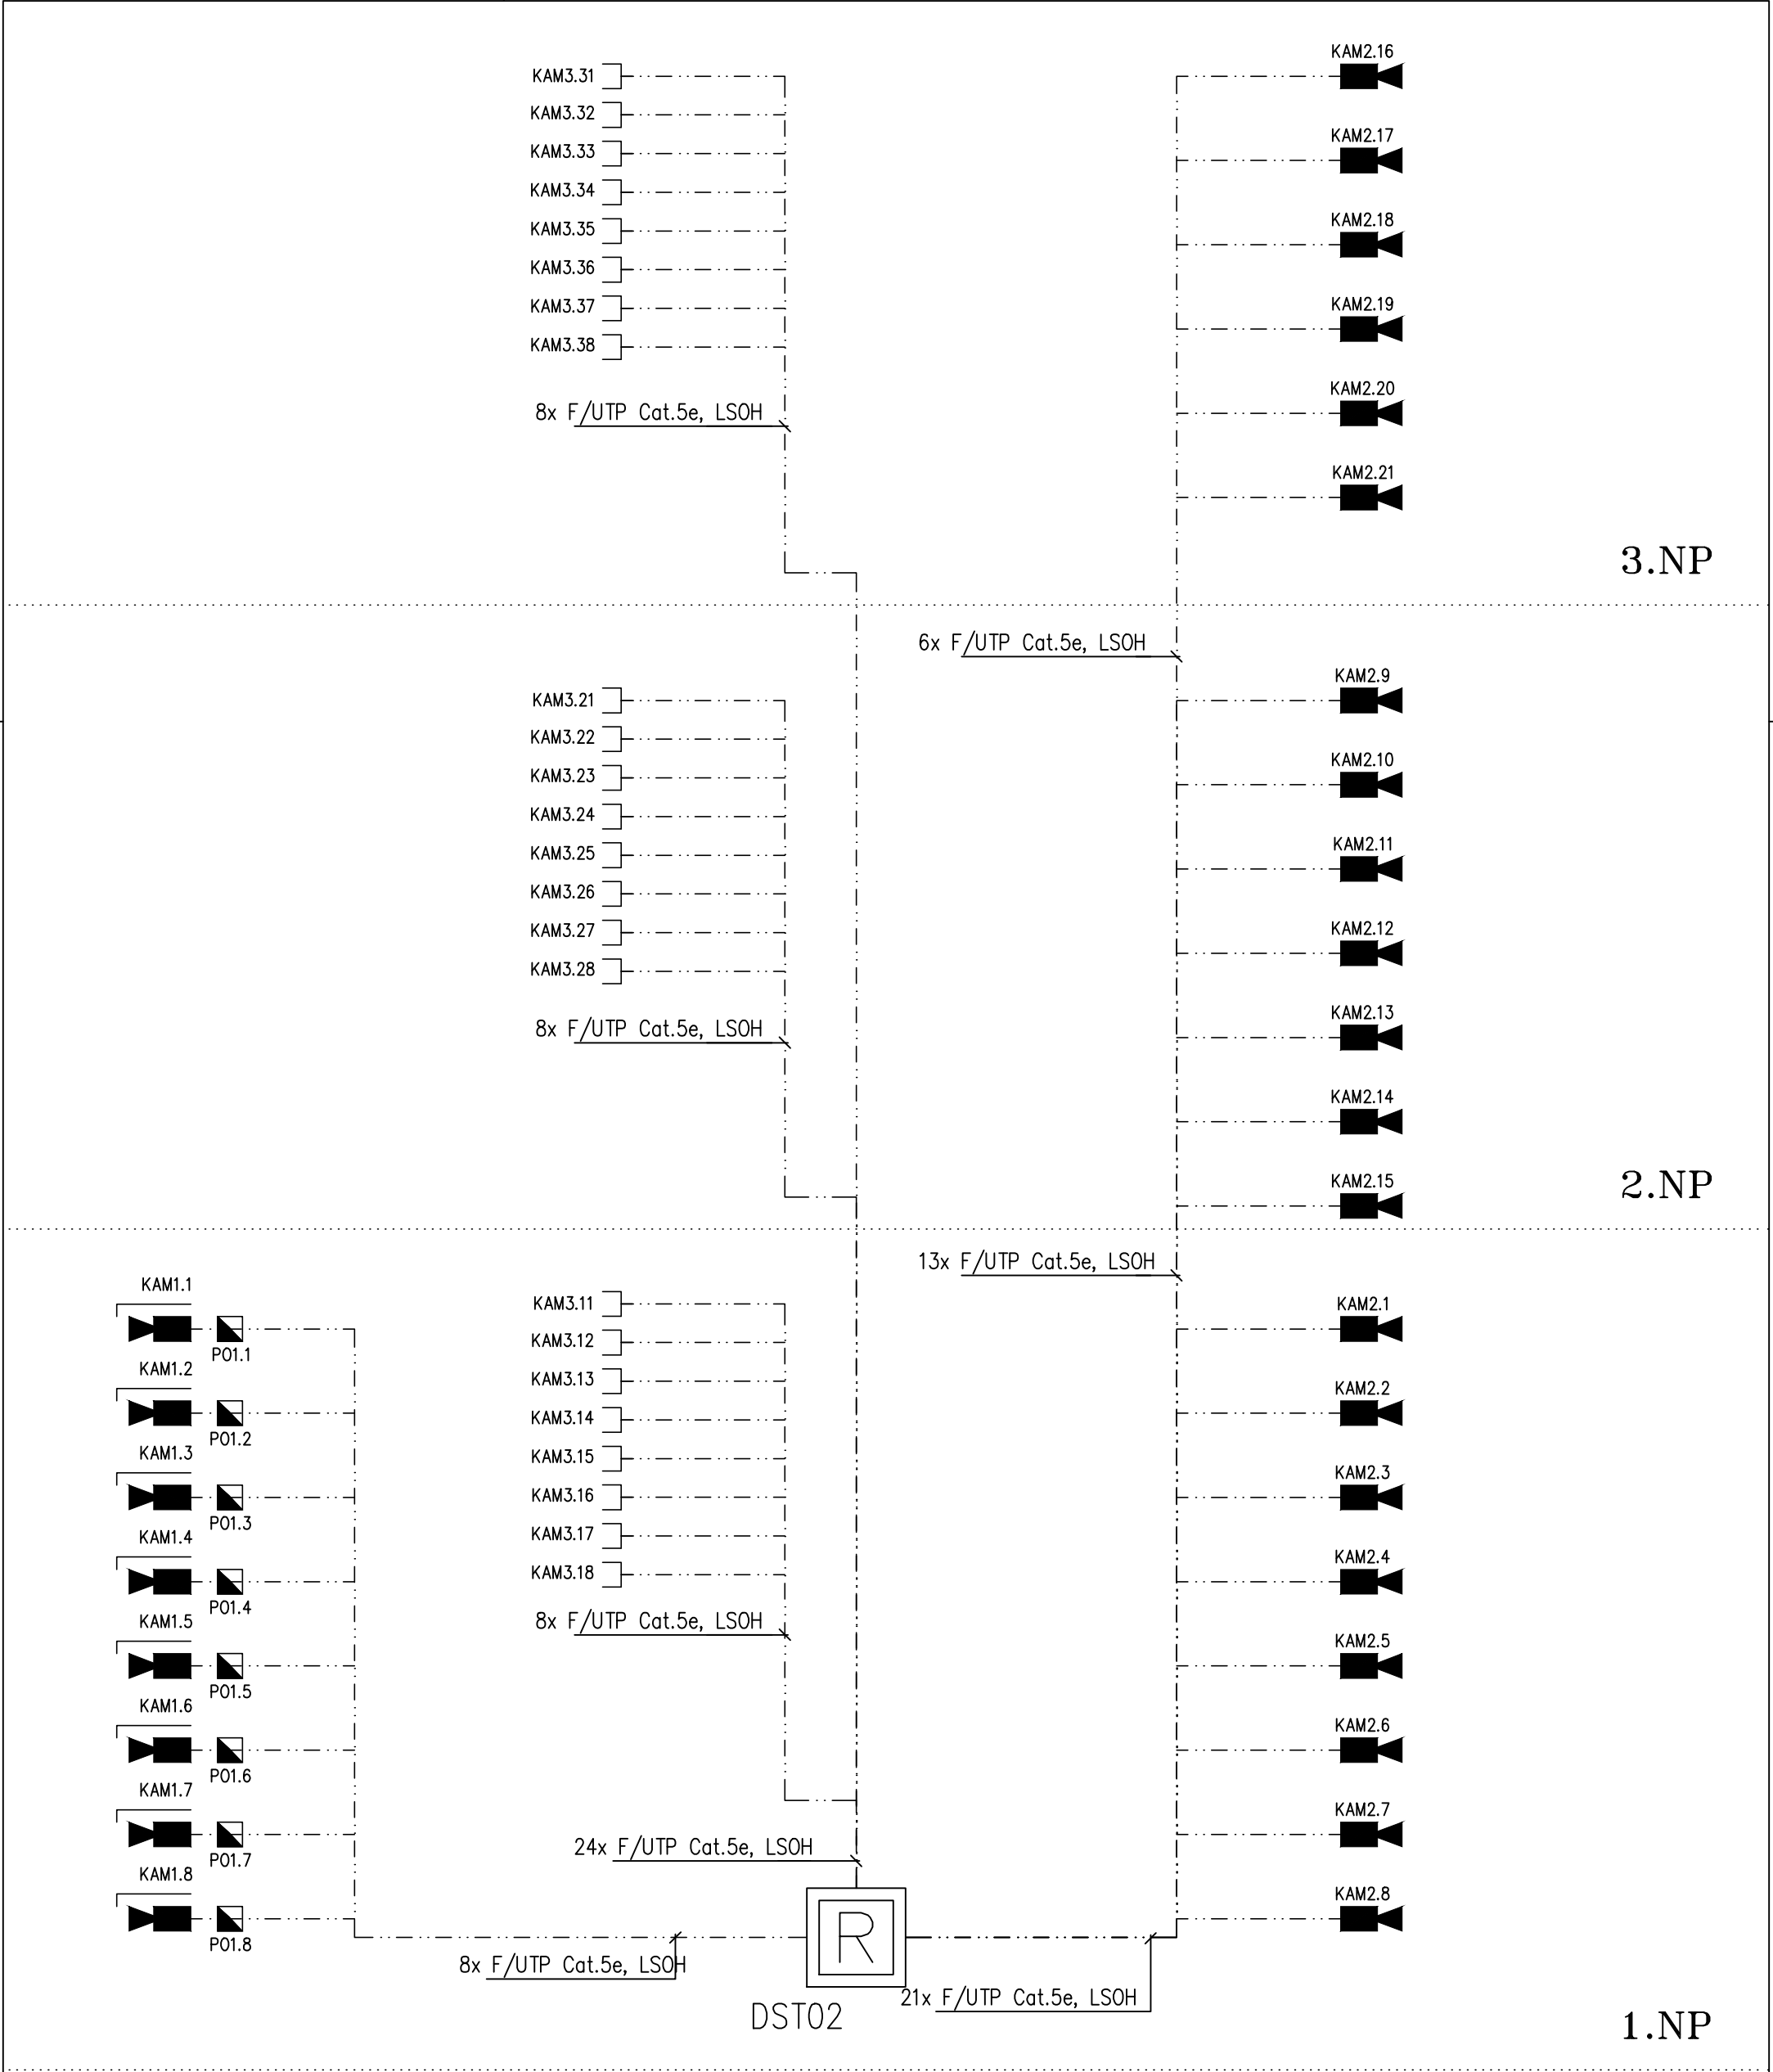 KAM2.16
KAM3.31
KAM3.32
KAM2.17
KAM3.33
KAM3.34
KAM2.18
KAM3.35
KAM3.36
KAM2.19
KAM3.37
KAM3.38
KAM2.20
8x F/UTP Cat.5e, LSOH
KAM2.21
3.NP
6x F/UTP Cat.5e, LSOH
KAM2.9
KAM3.21
KAM3.22
KAM2.10
KAM3.23
KAM3.24
KAM2.11
KAM3.25
KAM3.26
KAM2.12
KAM3.27
KAM3.28
KAM2.13
8x F/UTP Cat.5e, LSOH
KAM2.14
KAM2.15
2.NP
13x F/UTP Cat.5e, LSOH
KAM1.1
KAM3.11
KAM2.1
KAM3.12
PO1.1
KAM1.2
KAM3.13
KAM2.2
KAM3.14
PO1.2
KAM1.3
KAM3.15
KAM2.3
KAM3.16
PO1.3
KAM1.4
KAM3.17
KAM2.4
KAM3.18
PO1.4
KAM1.5
8x F/UTP Cat.5e, LSOH
KAM2.5
PO1.5
KAM1.6
KAM2.6
PO1.6
KAM1.7
KAM2.7
24x F/UTP Cat.5e, LSOH
PO1.7
KAM1.8
KAM2.8
R
PO1.8
8x F/UTP Cat.5e, LSOH
21x F/UTP Cat.5e, LSOH
DST02
1.NP